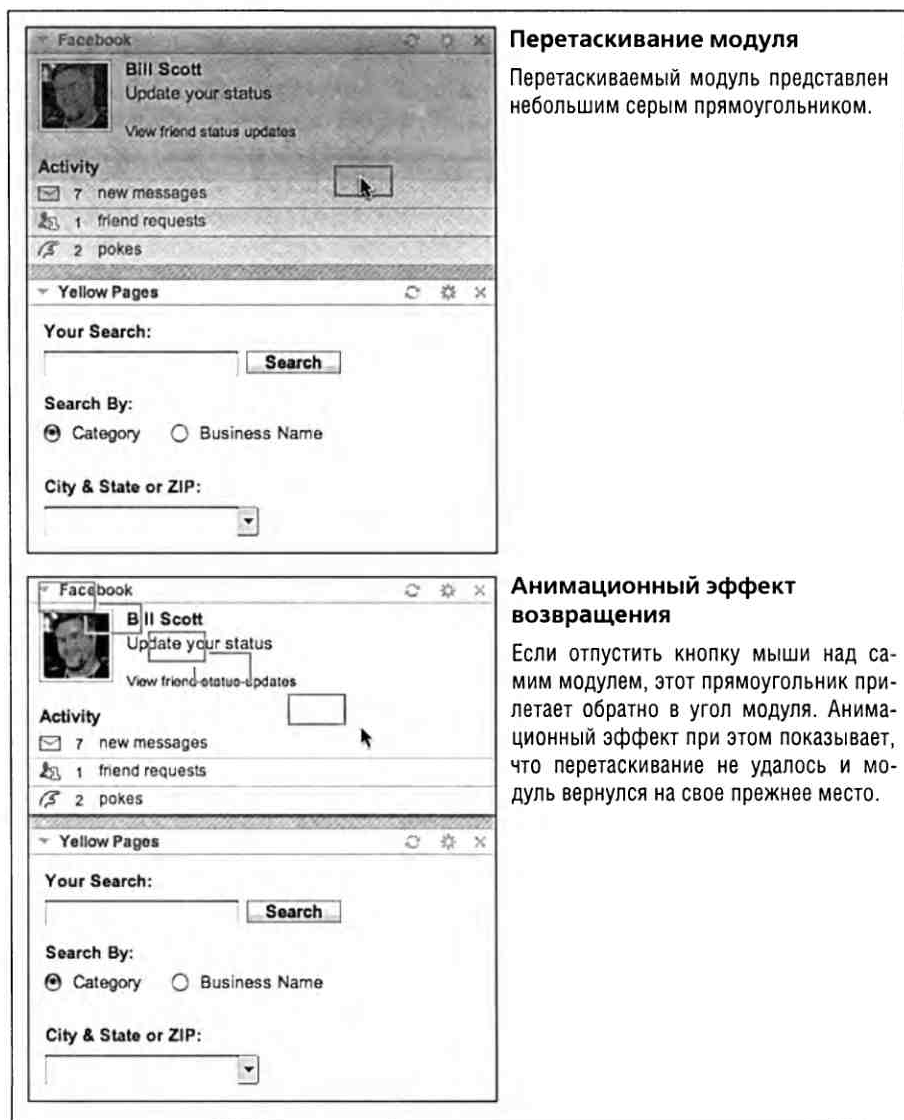 Facebook
Bill Scott
Update your status
View friend status updates
Activity
7 new messages
1 friend requests
2 pokes
Yellow Pages
Your Search:
Search
Search By:
Category Business Name
City & State or ZIP:
Перетаскивание модуля
Перетаскиваемый модуль представлен
небольшим серым прямоугольником.
Facebook
Bill Scott
Update your status
View friend status updates
Activity
7 new messages
1 friend requests
2 pokes
Yellow Pages
Your Search:
Search
Search By:
Category Business Name
City & State or ZIP:
Анимационный эффект
возвращения
Если отпустить кнопку мыши над са-
мим модулем, этот прямоугольник при-
летает обратно в угол модуля. Анима-
ционный эффект при этом показывает,
что перетаскивание не удалось и мо-
дуль вернулся на свое прежнее место.